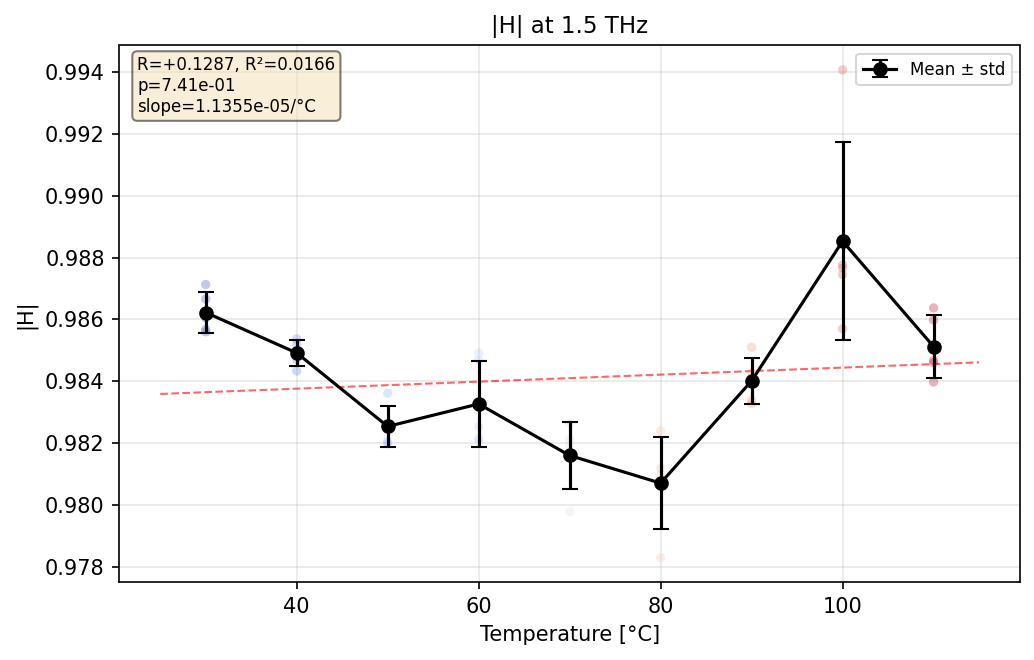 |H| at 1.5 THz
R=+0.1287, R²=0.0166
p=7.41e-01
slope=1.1355e-05/°C
Mean ± std
0.994
0.992
0.990
0.988
0.986
0.984
0.982
0.980
0.978
|H|
40 60 80 100
Temperature [°C]